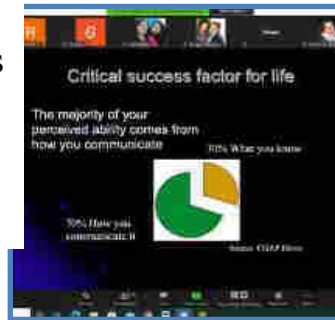 s
R
G
Critical success factor for life
The majority of your
perceived ability comes from
how you communicate
30% What you know
70% How you
communicate it